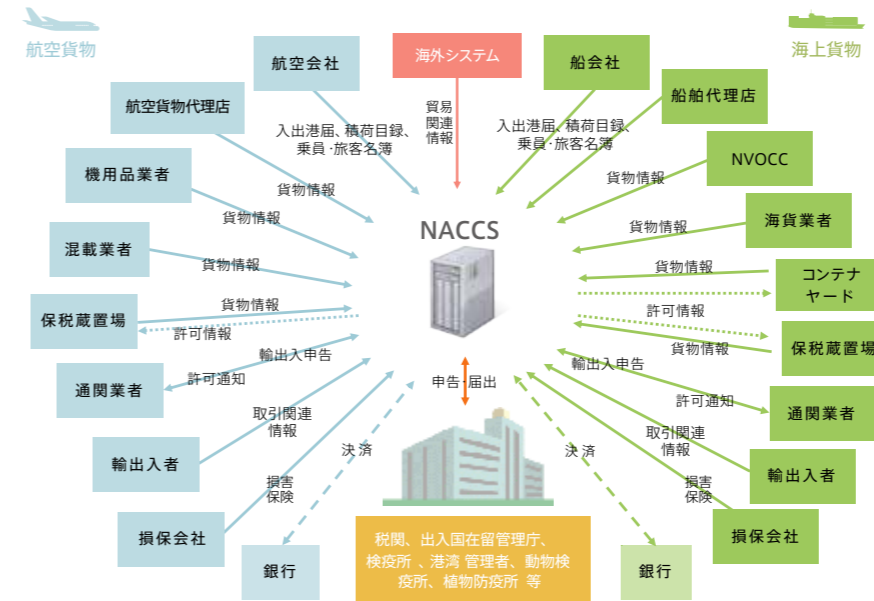 航空貨物
海上貨物
航空会社
海外システム
船会社
航空貨物代理店
船舶代理店
貿易
関連
情報
入出港届、積荷目録、
乗員・旅客名簿
入出港届、積荷目録、
乗員・旅客名簿
機用品業者
NVOCC
貨物情報
貨物情報
混載業者
貨物情報
NACCS
貨物情報
海貨業者
貨物情報
貨物情報
コンテナ
ヤード
保税蔵置場
貨物情報
許可情報
許可情報
貨物情報
保税蔵置場
通関業者
輸出入申告
許可通知
申告・届出
輸出入申告
許可通知
通関業者
輸出入者
取引関連
情報
決済
決済
取引関連
情報
輸出入者
損保会社
損害
保険
損害
保険
損保会社
銀行
税関、出入国在留管理庁、
検疫所、港湾 管理者、動物検
疫所、植物防疫所 等
銀行